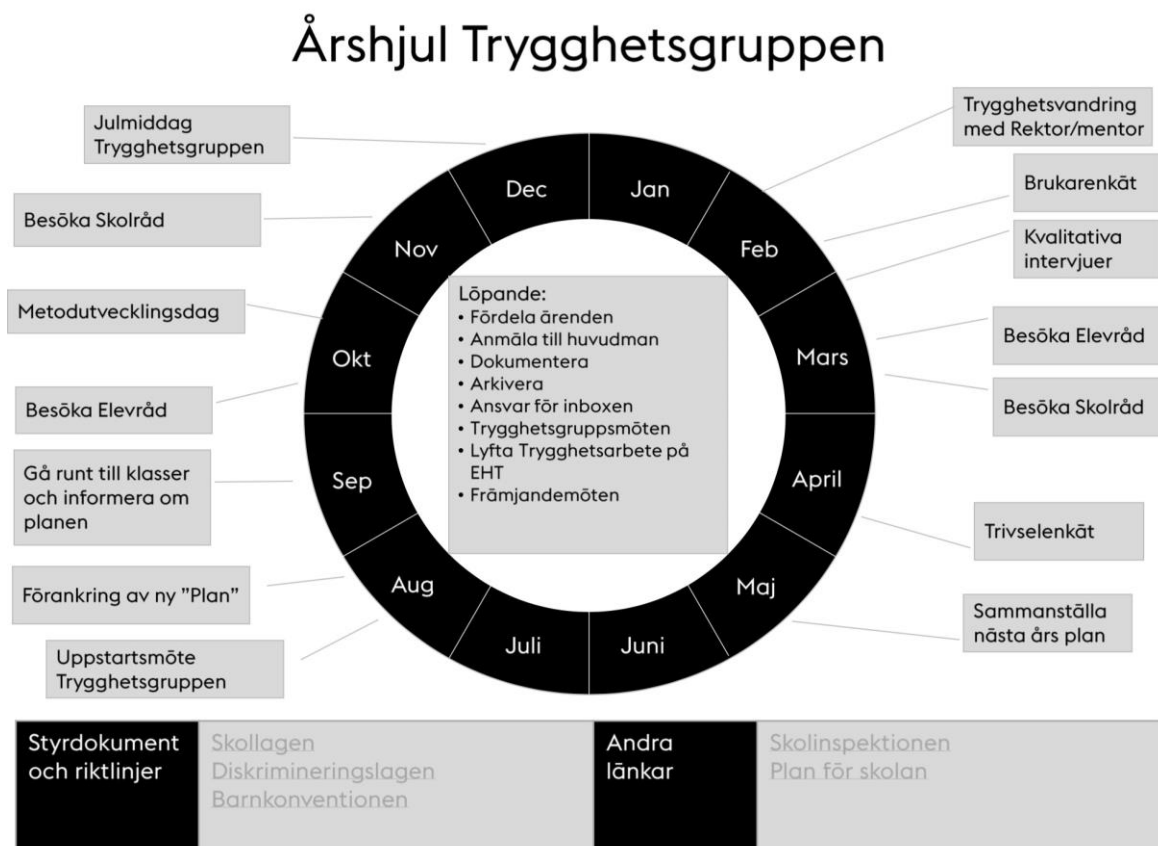 Årshjul Trygghetsgruppen
Julmiddag
Trygghetsgruppen
Besöka Skolråd
Metodutvecklingsdag
Besöka Elevråd
Gå runt till klasser
och informera om
planen
Förankring av ny ”Plan”
Uppstartsmöte
Trygghetsgruppen
Dec
Jan
Nov
Feb
Okt
Mars
Sep
April
Aug
Maj
Juli
Juni
Löpande:
• Fördela ärenden
• Anmäla till huvudman
• Dokumentera
• Arkivera
• Ansvar för inboxen
• Trygghetsgruppsmöten
• Lyfta Trygghetsarbete på
EHT
• Främjandemöten
Trygghetsvandring
med Rektor/mentor
Brukarenkät
Kvalitativa
intervjuer
Besöka Elevråd
Besöka Skolråd
Trivselenkät
Sammanställa
nästa års plan
Styrdokument
och riktlinjer
Skollagen
Diskrimineringslagen
Barnkonventionen
Andra
länkar
Skolinspektionen
Plan för skolan